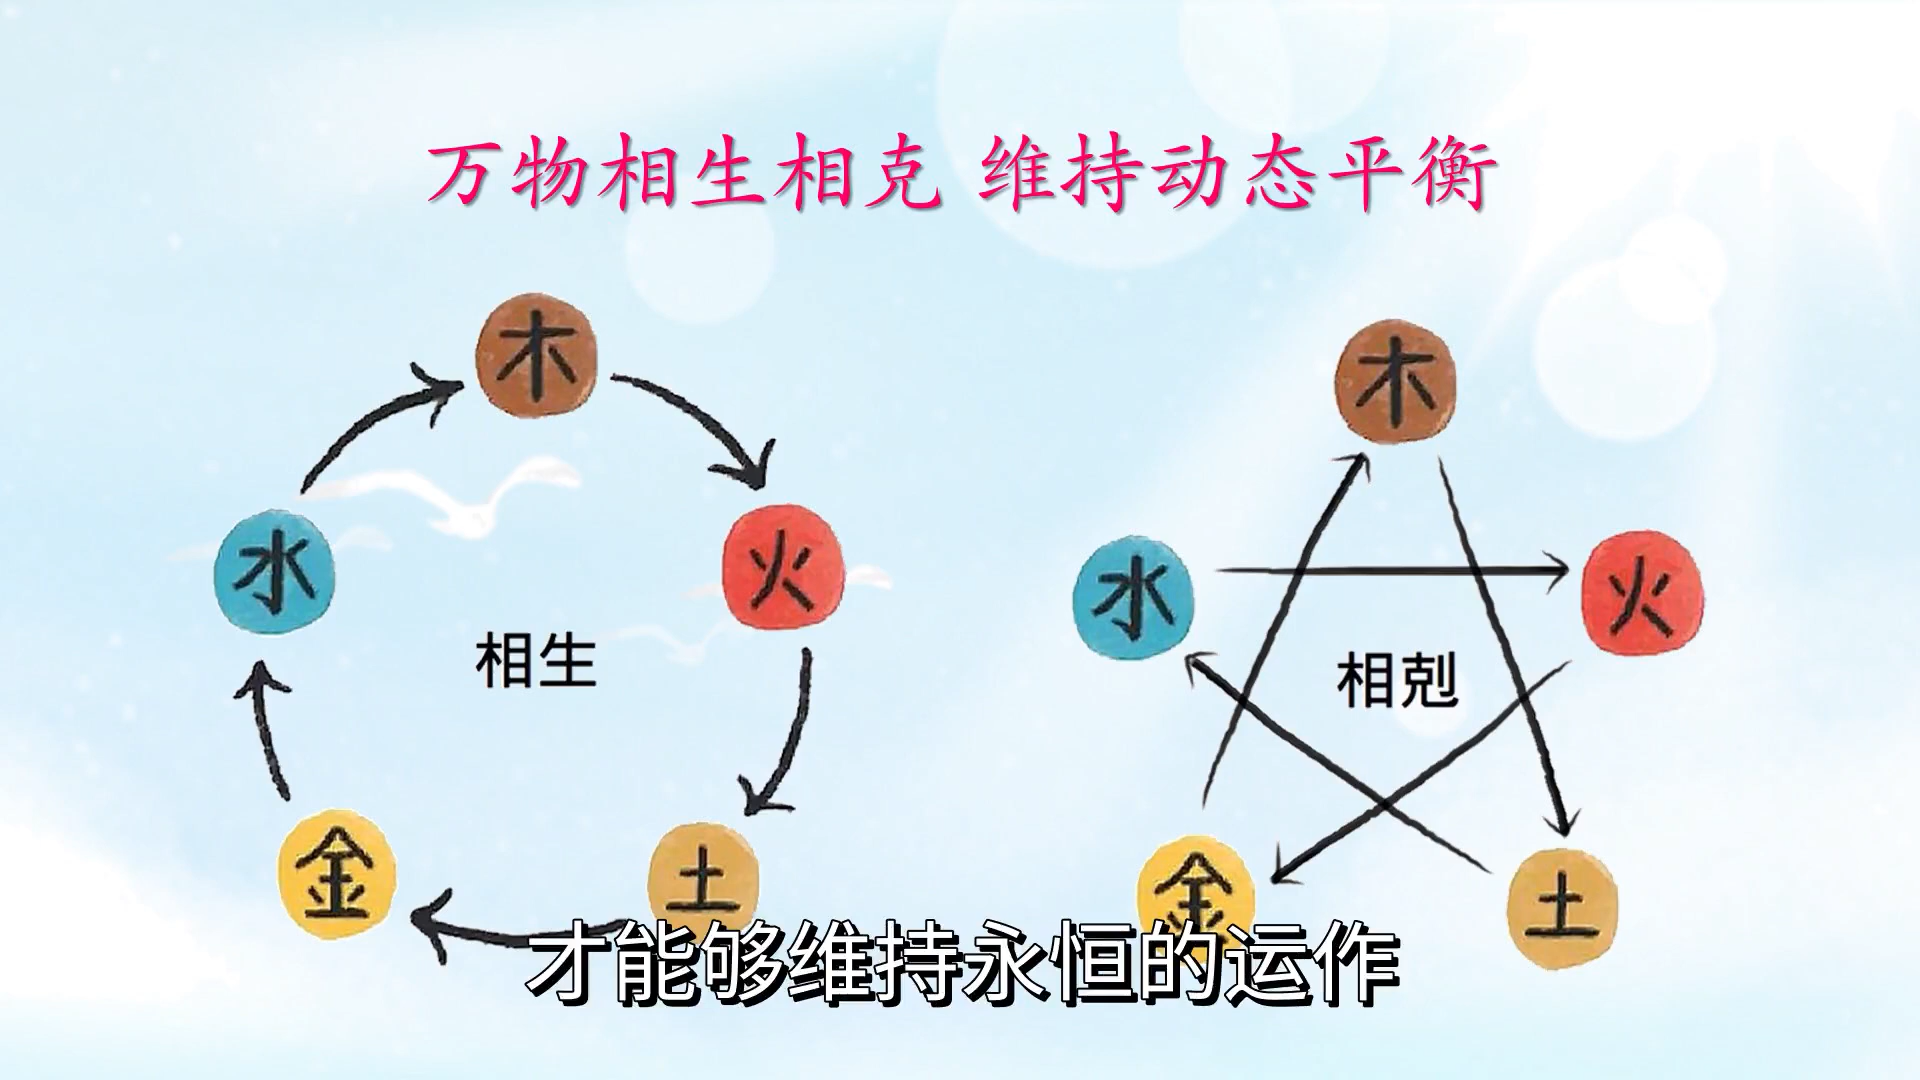 万物相生相克 维持动态平衡
木
水
火
相生
金
土
木
水
火
相剋
金
土
才能够维持永恒的运作